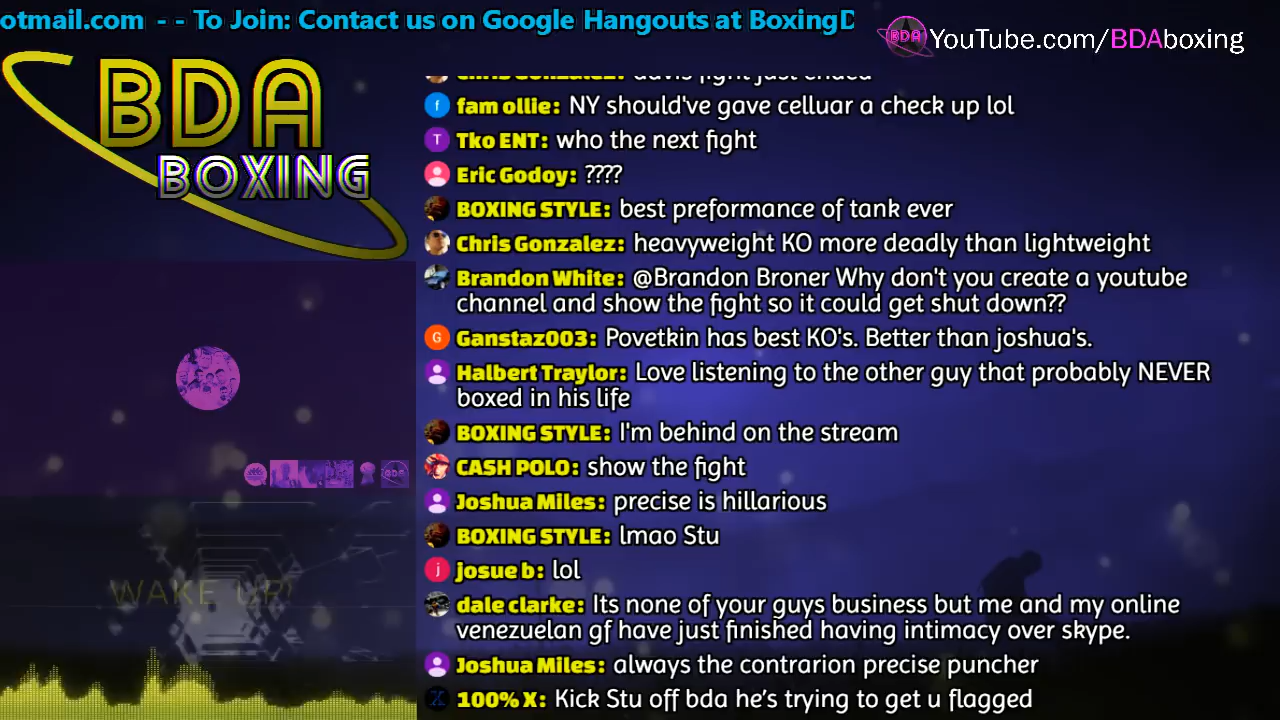 otmail.com - - To Join: Contact us on Google Hangouts at BoxingD
YouTube.com/BDAboxing
BDA
BOXING
Chris Gonzalez: davis fight just ended
fam ollie: NY should've gave celluar a check up lol
Tko ENT: who the next fight
Eric Godoy: ????
BOXING STYLE: best preformance of tank ever
Chris Gonzalez: heavyweight KO more deadly than lightweight
Brandon White: @Brandon Broner Why don't you create a youtube
channel and show the fight so it could get shut down??
Ganstaz003: Povetkin has best KO's. Better than joshua's.
Halbert Traylor: Love listening to the other guy that probably NEVER
boxed in his life
BOXING STYLE: I'm behind on the stream
CASH POLO: show the fight
Joshua Miles: precise is hillarious
BOXING STYLE: lmao Stu
josue b: lol
dale clarke: Its none of your guys business but me and my online
venezuelan gf have just finished having intimacy over skype.
Joshua Miles: always the contrarion precise puncher
100% X: Kick Stu off bda he's trying to get u flagged
WAKE UP!